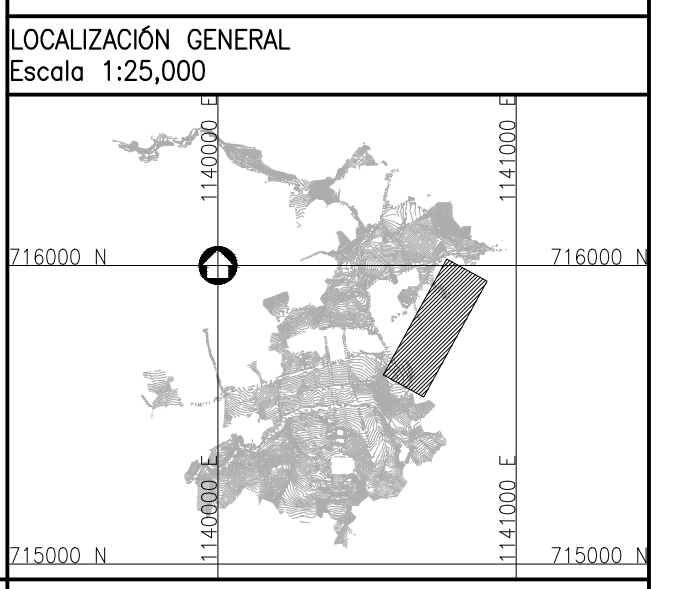 LOCALIZACIÓN GENERAL
Escala 1:25,000
1140000 E
1141000 E
716000 N
716000 N
1140000 E
1141000 E
715000 N
715000 N